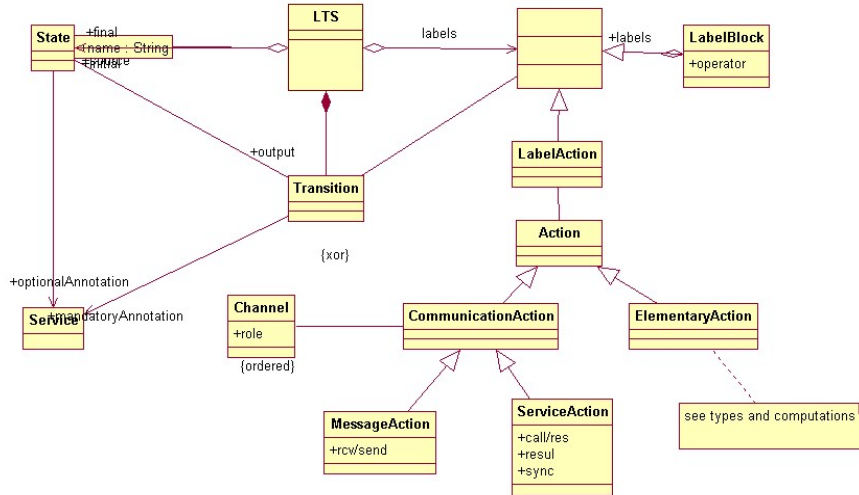 LTS
State
+final
name : String
+source
+initial
labels
+labels
LabelBlock
+operator
+output
LabelAction
Transition
Action
{xor}
+optionalAnnotation
+mandatoryAnnotation
Service
Channel
+role
{ordered}
CommunicationAction
ElementaryAction
MessageAction
+rcv/send
ServiceAction
+call/res
+resul
+sync
see types and computations